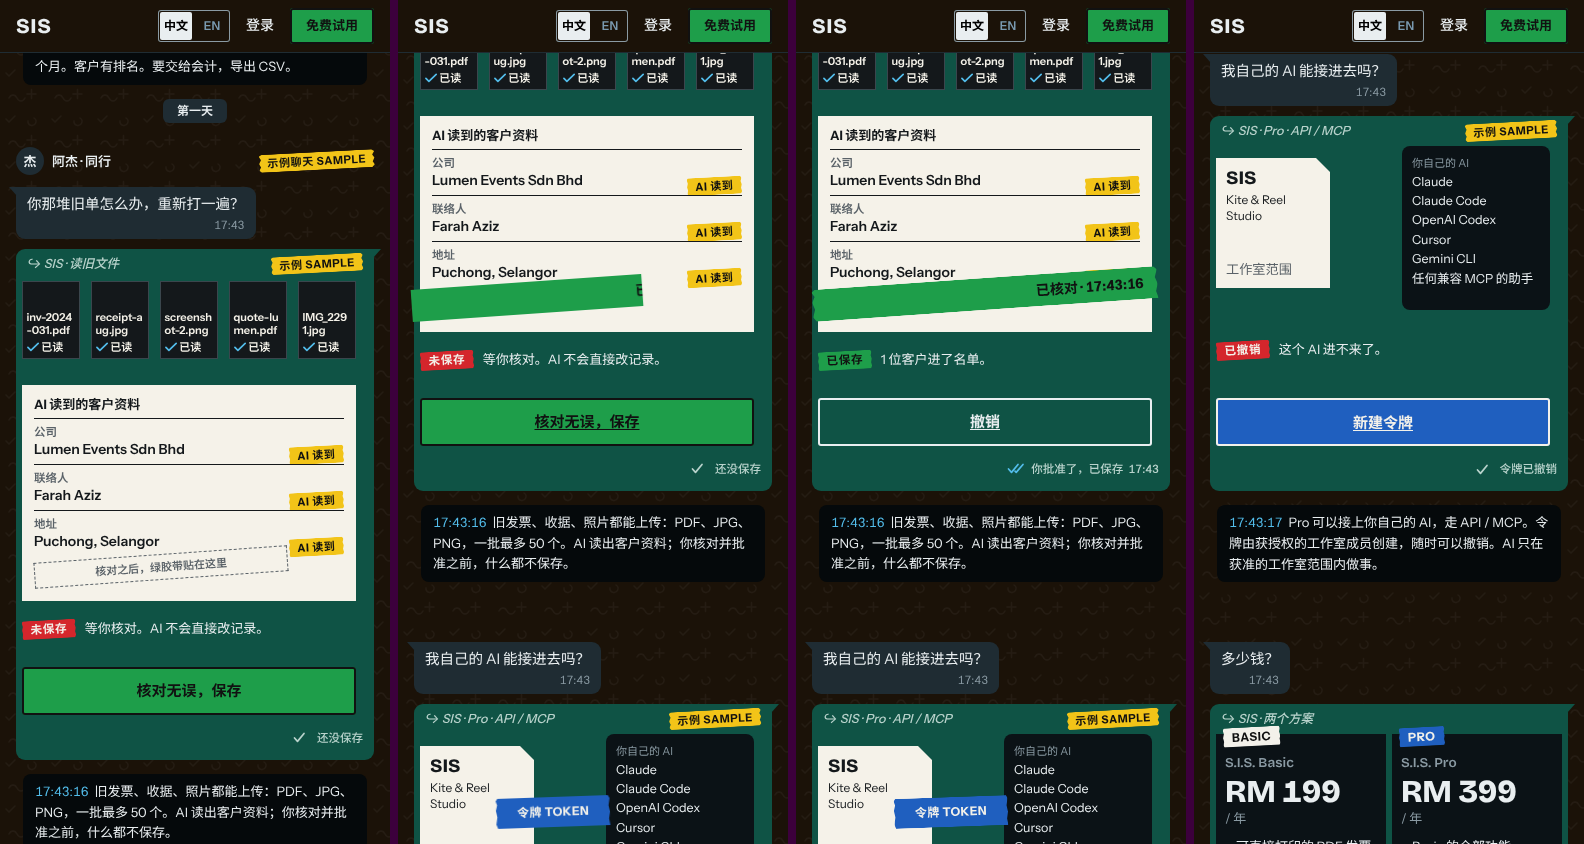 SIS
中文 EN
登录
免费试用
个月。客户有排名。要交给会计，导出 CSV。
第一天
杰 阿杰·同行
示例聊天 SAMPLE
你那堆旧单怎么办，重新打一遍？
17:43
SIS·读旧文件
示例 SAMPLE
inv-2024
-031.pdf
已读
receipt-a
ug.jpg
已读
screensh
ot-2.png
已读
quote-lu
men.pdf
已读
IMG_229
1.jpg
已读
AI 读到的客户资料
公司
Lumen Events Sdn Bhd
AI 读到
联络人
Farah Aziz
AI 读到
地址
Puchong, Selangor
AI 读到
核对之后，绿胶带贴在这里
未保存 等你核对。AI 不会直接改记录。
核对无误，保存
还没保存
17:43:16 旧发票、收据、照片都能上传：PDF、JPG、
PNG，一批最多 50 个。AI 读出客户资料；你核对并批
准之前，什么都不保存。
SIS
中文 EN
登录
免费试用
-031.pdf
已读
ug.jpg
已读
ot-2.png
已读
men.pdf
已读
1.jpg
已读
AI 读到的客户资料
公司
Lumen Events Sdn Bhd
AI 读到
联络人
Farah Aziz
AI 读到
地址
Puchong, Selangor
AI 读到
未保存 等你核对。AI 不会直接改记录。
核对无误，保存
还没保存
17:43:16 旧发票、收据、照片都能上传：PDF、JPG、
PNG，一批最多 50 个。AI 读出客户资料；你核对并批
准之前，什么都不保存。
我自己的 AI 能接进去吗？
17:43
SIS·Pro·API / MCP
示例 SAMPLE
SIS
Kite & Reel
Studio
令牌 TOKEN
你自己的 AI
Claude
Claude Code
OpenAI Codex
Cursor
SIS
中文 EN
登录
免费试用
-031.pdf
已读
ug.jpg
已读
ot-2.png
已读
men.pdf
已读
1.jpg
已读
AI 读到的客户资料
公司
Lumen Events Sdn Bhd
AI 读到
联络人
Farah Aziz
AI 读到
地址
Puchong, Selangor
已核对·17:43:16
已保存 1 位客户进了名单。
撤销
你批准了，已保存 17:43
17:43:16 旧发票、收据、照片都能上传：PDF、JPG、
PNG，一批最多 50 个。AI 读出客户资料；你核对并批
准之前，什么都不保存。
我自己的 AI 能接进去吗？
17:43
SIS·Pro·API / MCP
示例 SAMPLE
SIS
Kite & Reel
Studio
令牌 TOKEN
你自己的 AI
Claude
Claude Code
OpenAI Codex
Cursor
SIS
中文 EN
登录
免费试用
我自己的 AI 能接进去吗？
17:43
SIS·Pro·API / MCP
示例 SAMPLE
SIS
Kite & Reel
Studio
工作室范围
你自己的 AI
Claude
Claude Code
OpenAI Codex
Cursor
Gemini CLI
任何兼容 MCP 的助手
已撤销 这个 AI 进不来了。
新建令牌
令牌已撤销
17:43:17 Pro 可以接上你自己的 AI，走 API / MCP。令
牌由获授权的工作室成员创建，随时可以撤销。AI 只在
获准的工作室范围内做事。
多少钱？
17:43
SIS·两个方案
BASIC
S.I.S. Basic
RM 199
/ 年
PRO
S.I.S. Pro
RM 399
/ 年